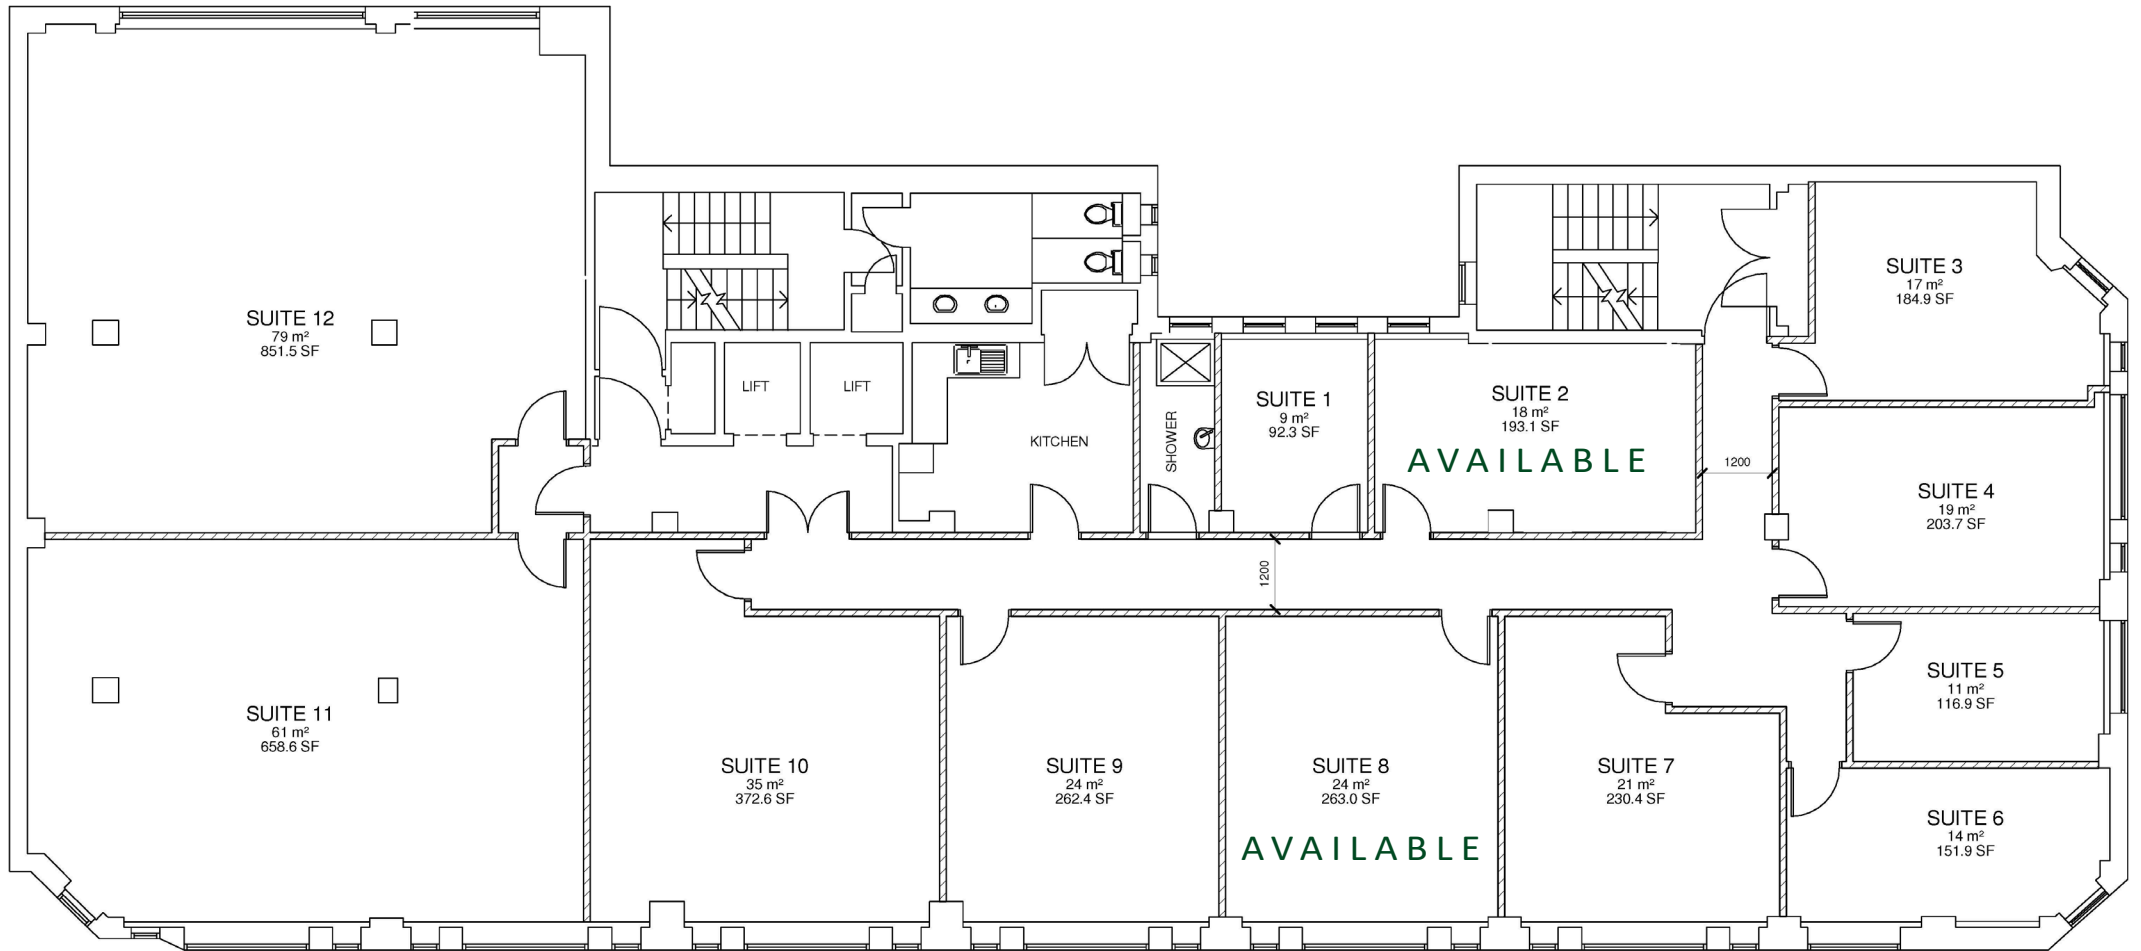 SUITE 12
79 m²
851.5 SF
LIFT
LIFT
KITCHEN
SHOWER
SUITE 1
9 m²
92.3 SF
SUITE 2
18 m²
193.1 SF
AVAILABLE
SUITE 3
17 m²
184.9 SF
1200
SUITE 4
19 m²
203.7 SF
1200
SUITE 5
11 m²
116.9 SF
SUITE 6
14 m²
151.9 SF
SUITE 11
61 m²
658.6 SF
SUITE 10
35 m²
372.6 SF
SUITE 9
24 m²
262.4 SF
SUITE 8
24 m²
263.0 SF
AVAILABLE
SUITE 7
21 m²
230.4 SF